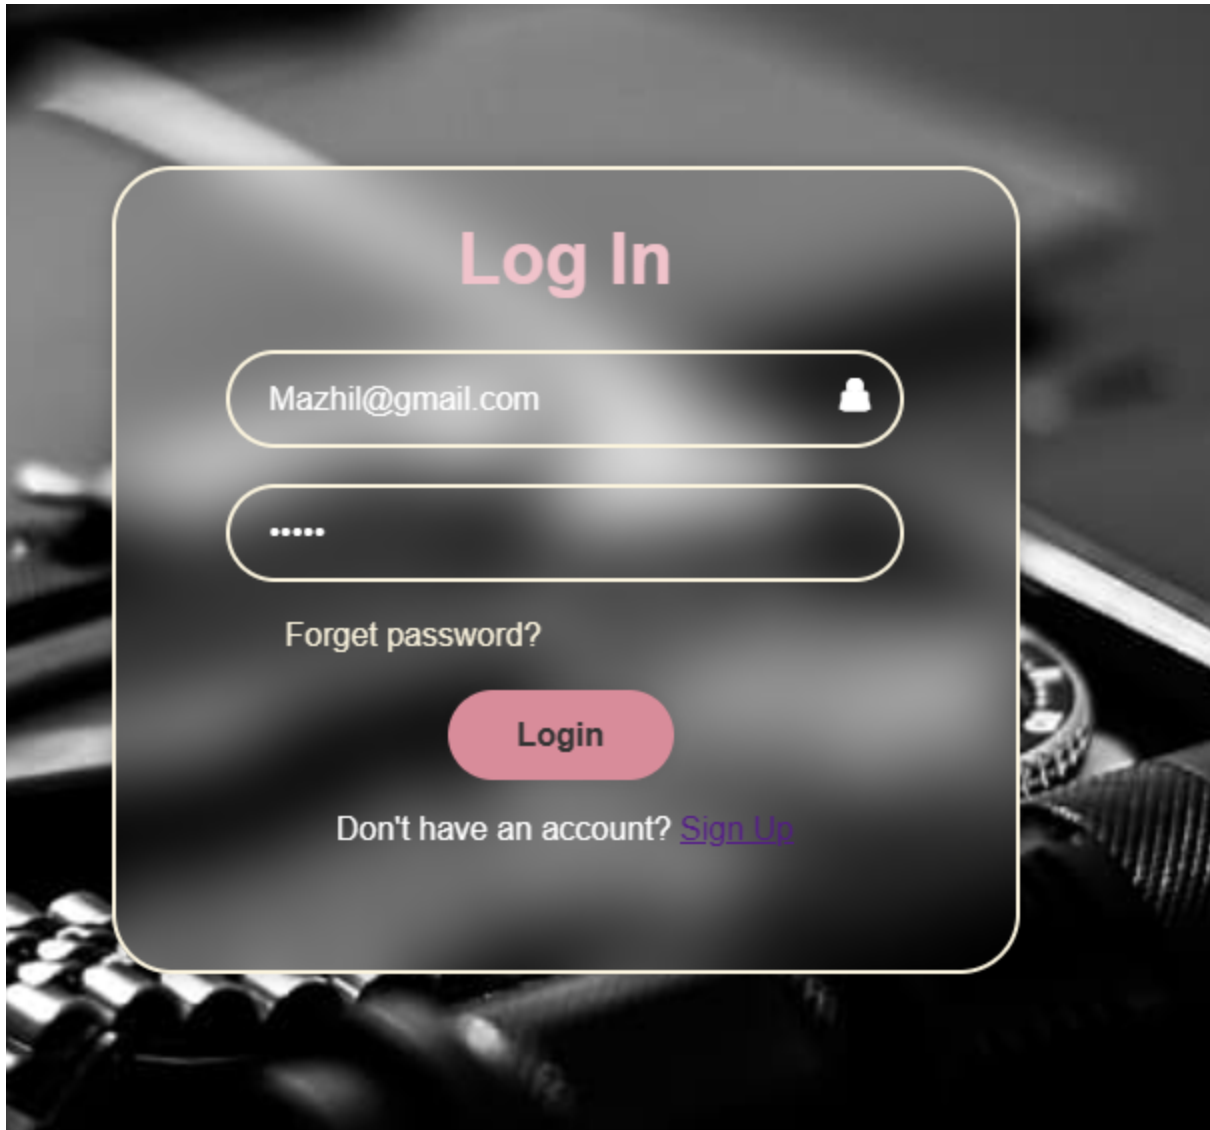 Log In
Mazhil@gmail.com
•••••
Forget password?
Login
Don't have an account? Sign Up